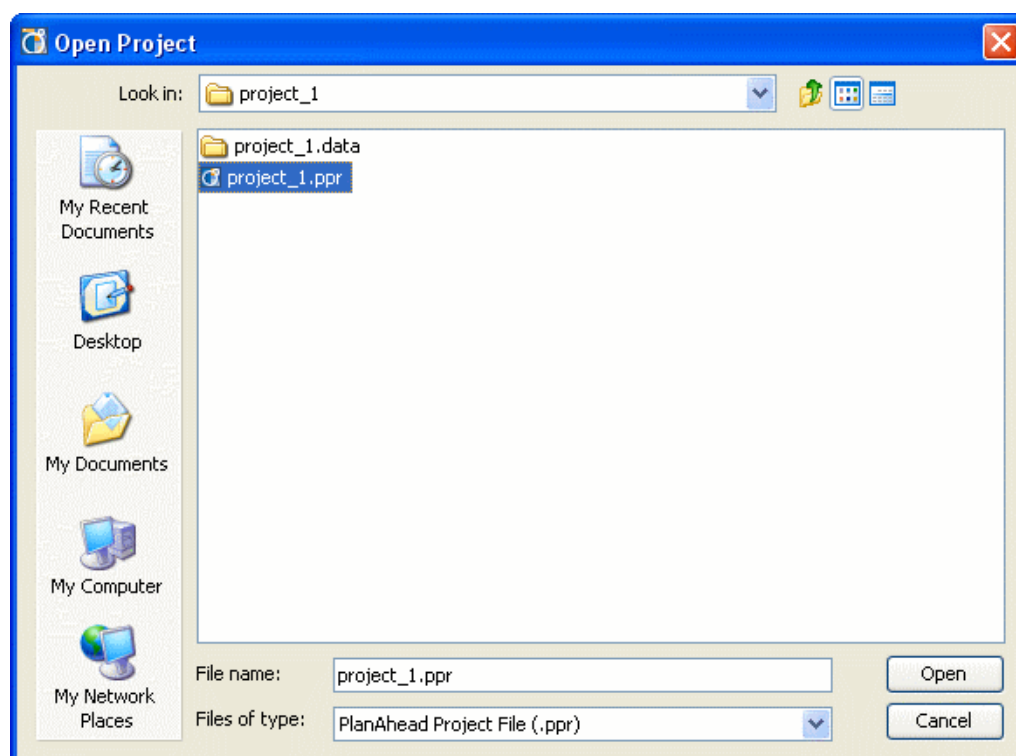 Open Project
Look in: project_1
project_1.data
project_1.ppr
My Recent
Documents
Desktop
My Documents
My Computer
My Network
Places
File name: project_1.ppr Open
Files of type: PlanAhead Project File (.ppr) Cancel